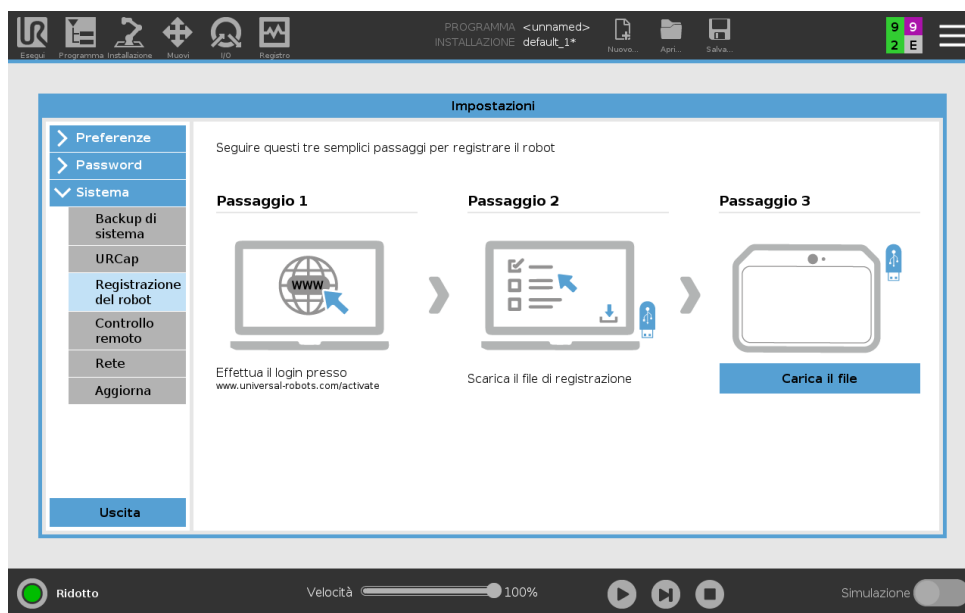 UR
Esegui
Programma
Installazione
Muovi
I/O
Registro
PROGRAMMA <unnamed>
INSTALLAZIONE default_1*
Nuovo...
Apri...
Salva...
9 9
2 E
Impostazioni
Preferenze
Password
Sistema
Backup di
sistema
URCap
Registrazione
del robot
Controllo
remoto
Rete
Aggiorna
Uscita
Seguire questi tre semplici passaggi per registrare il robot
Passaggio 1
WWW
Effettua il login presso
www.universal-robots.com/activate
Passaggio 2
Scarica il file di registrazione
Passaggio 3
Carica il file
Ridotto
Velocità
100%
Simulazione